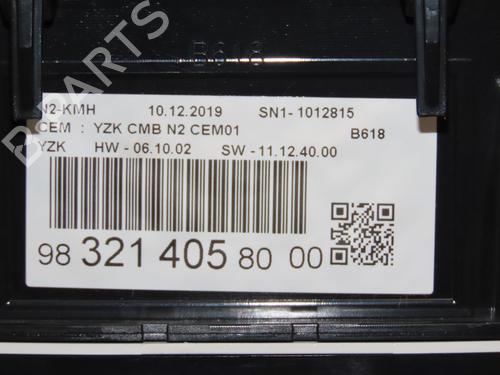 B618
N2-KMH 10.12.2019 SN1- 1012815
CEM : YZK CMB N2 CEM01 B618
YZK HW - 06.10.02 SW - 11.12.40.00
98 321 405 80 00